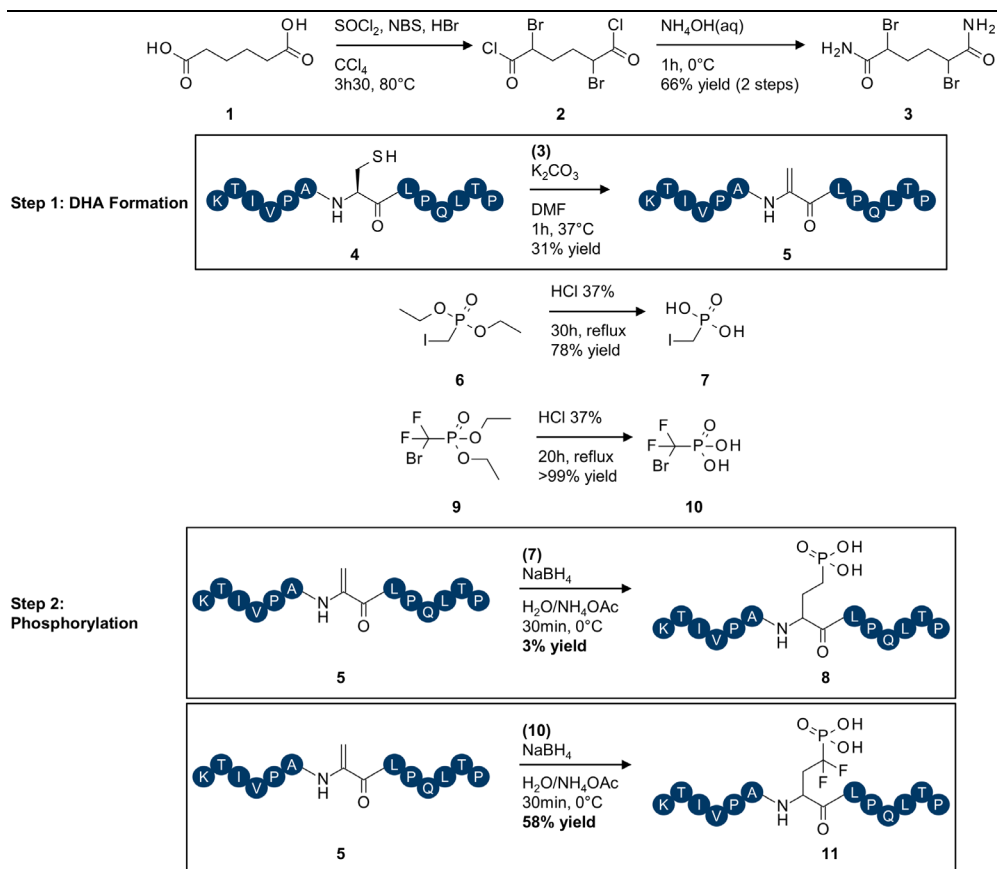 SOCl2, NBS, HBr
CCl4
3h30, 80°C
NH4OH(aq)
1h, 0°C
66% yield (2 steps)
HO
O
OH
O
Br
Cl
Cl
O
O
Br
Br
NH2
H2N
O
O
Br
1
2
3
Step 1: DHA Formation
K T I V P A
N
H
SH
O
L P Q L T P
4
(3)
K2CO3
DMF
1h, 37°C
31% yield
K T I V P A
N
H
O
L P Q L T P
5
O
O
P
O
I
6
HCl 37%
30h, reflux
78% yield
HO
O
P
OH
I
7
F
F
Br
O
P
O
O
9
HCl 37%
20h, reflux
>99% yield
F
F
Br
O
P
OH
OH
10
Step 2:
Phosphorylation
K T I V P A
N
H
O
L P Q L T P
5
(7)
NaBH4
H2O/NH4OAc
30min, 0°C
3% yield
O
OH
P
OH
K T I V P A
N
H
O
L P Q L T P
8
K T I V P A
N
H
O
L P Q L T P
5
(10)
NaBH4
H2O/NH4OAc
30min, 0°C
58% yield
O
OH
P
OH
F
F
K T I V P A
N
H
O
L P Q L T P
11